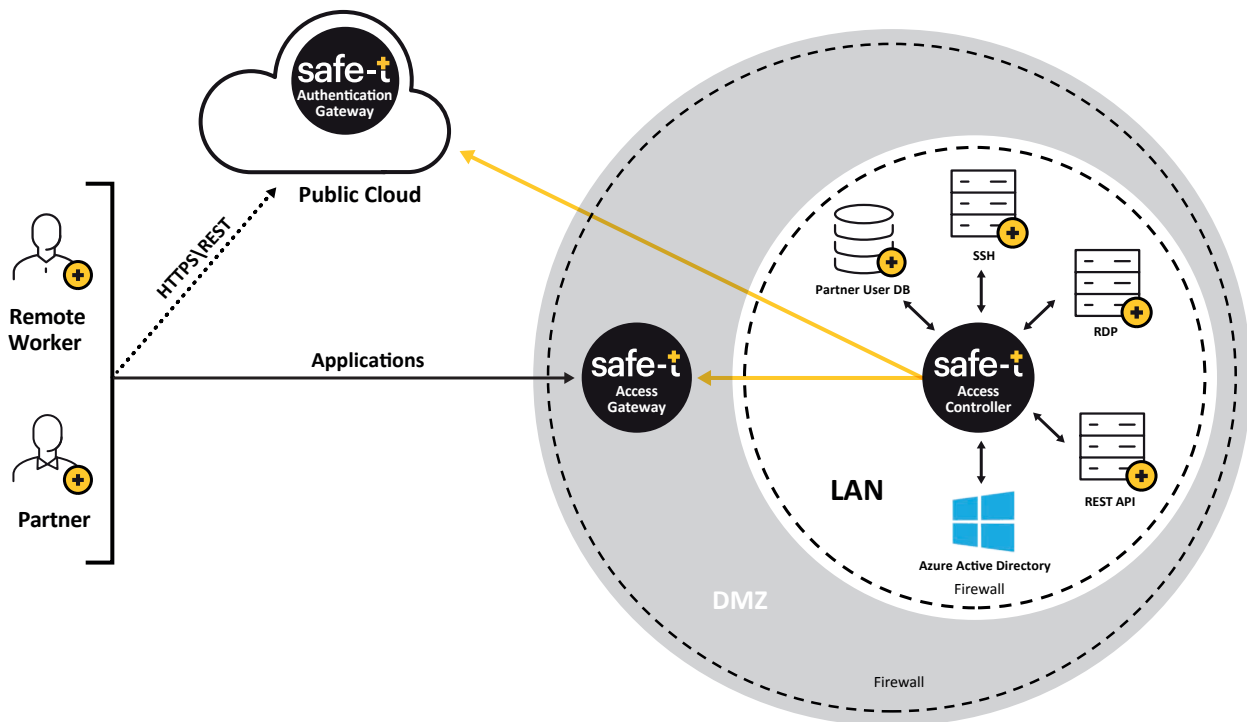 safe-t
Authentication
Gateway
Public Cloud
HTTPS\REST
Remote
Worker
Partner
Applications
safe-t
Access
Gateway
DMZ
Firewall
Partner User DB
SSH
RDP
safe-t
Access
Controller
REST API
LAN
Azure Active Directory
Firewall